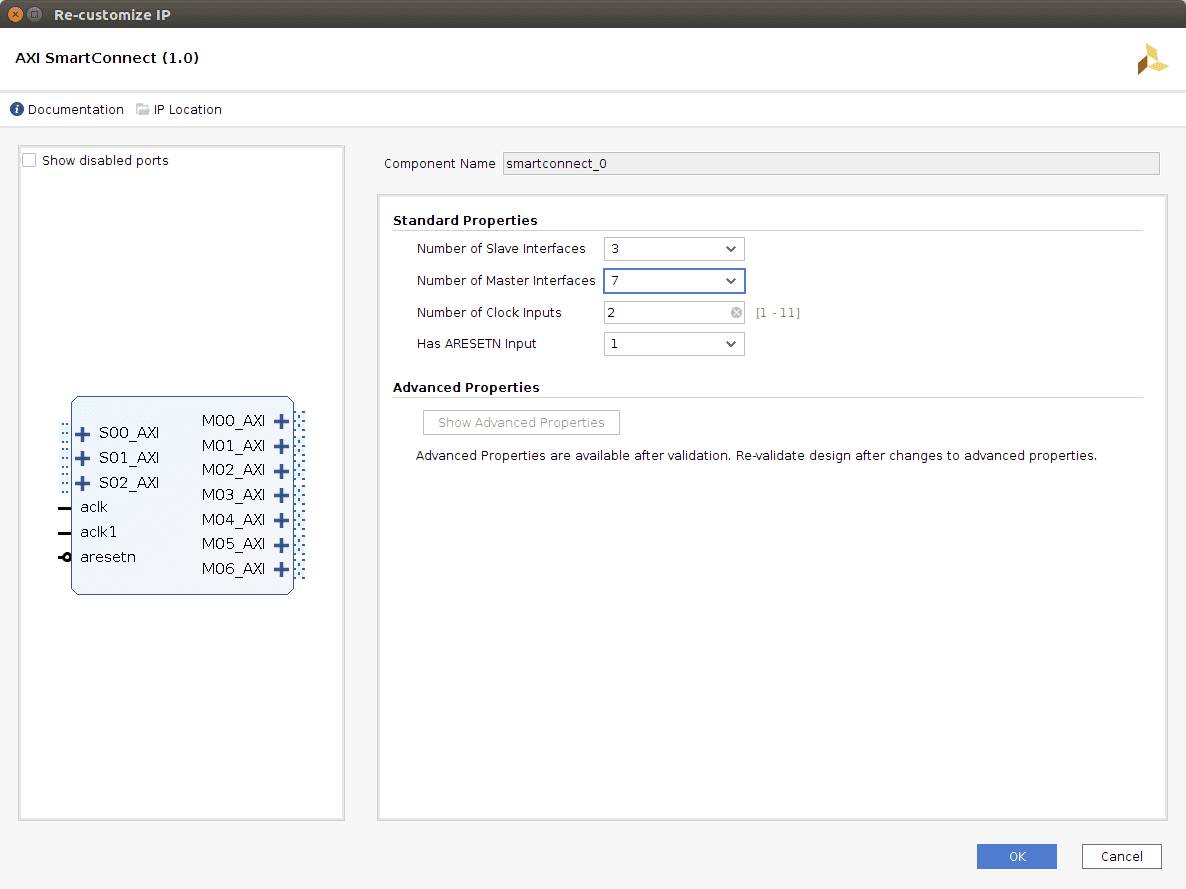 Re-customize IP
AXI SmartConnect (1.0)
Documentation IP Location
Show disabled ports
S00_AXI
S01_AXI
S02_AXI
aclk
aclk1
aresetn
M00_AXI
M01_AXI
M02_AXI
M03_AXI
M04_AXI
M05_AXI
M06_AXI
Component Name smartconnect_0
Standard Properties
Number of Slave Interfaces 3
Number of Master Interfaces 7
Number of Clock Inputs 2 [1 - 11]
Has ARESETN Input 1
Advanced Properties
Show Advanced Properties
Advanced Properties are available after validation. Re-validate design after changes to advanced properties.
OK Cancel